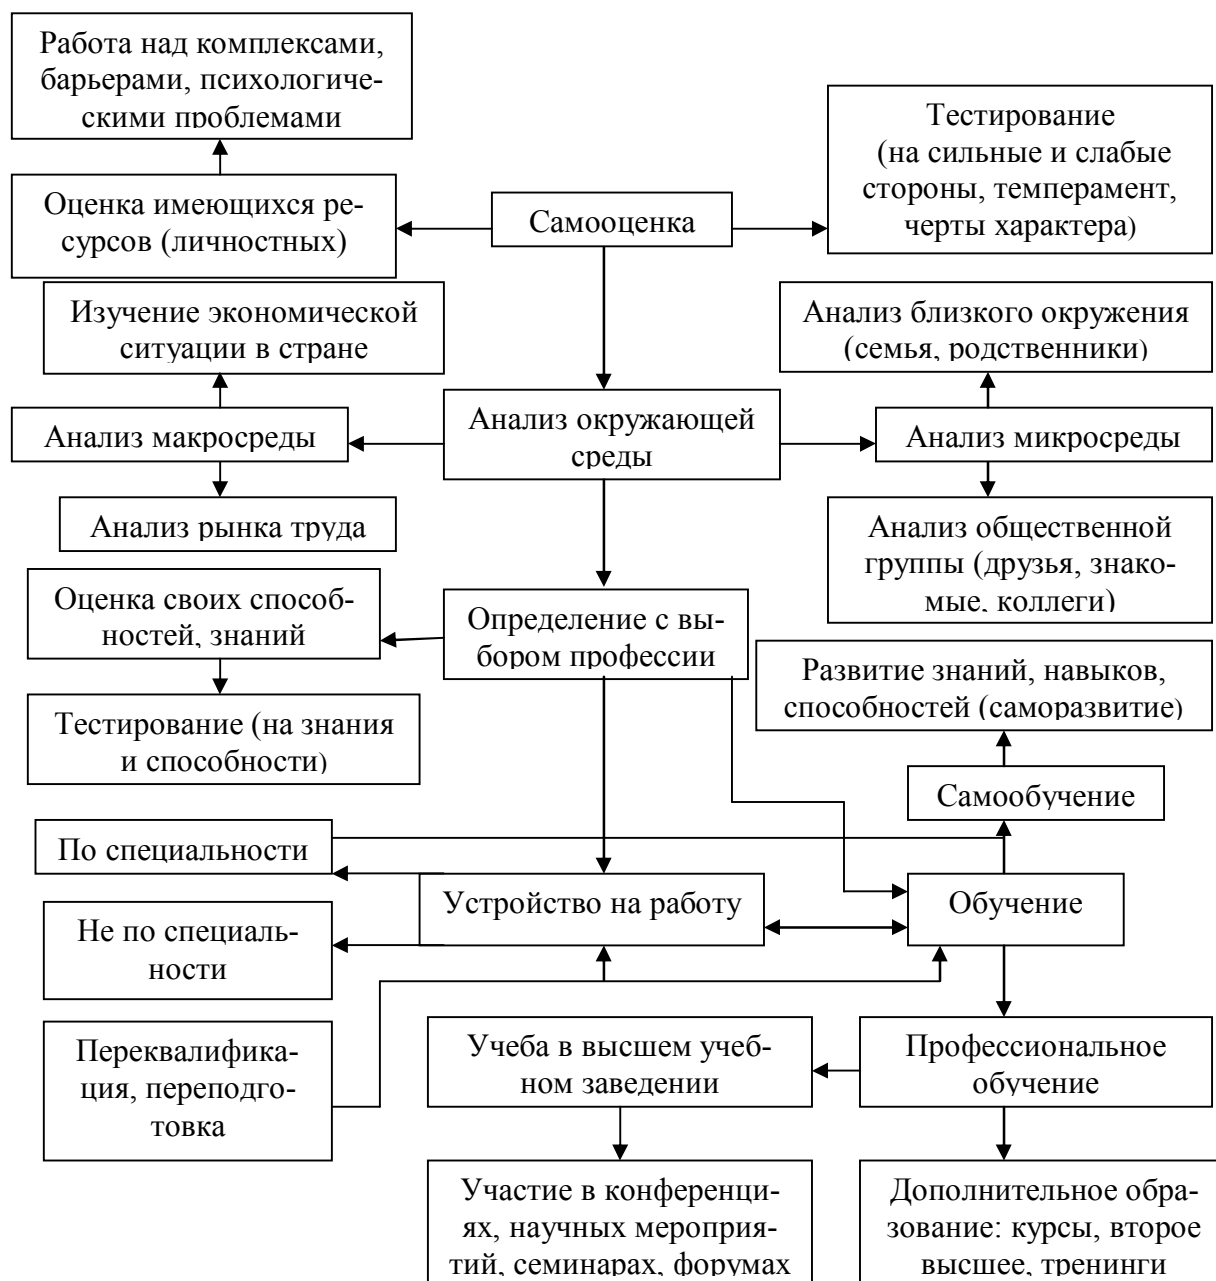 Работа над комплексами,
барьерами, психологиче-
скими проблемами
Тестирование
(на сильные и слабые
стороны, темперамент,
черты характера)
Оценка имеющихся ре-
сурсов (личностных)
Самооценка
Изучение экономической
ситуации в стране
Анализ близкого окружения
(семья, родственники)
Анализ макросреды
Анализ окружающей
среды
Анализ микросреды
Анализ рынка труда
Анализ общественной
группы (друзья, знако-
мые, коллеги)
Оценка своих способ-
ностей, знаний
Определение с вы-
бором профессии
Развитие знаний, навыков,
способностей (саморазвитие)
Тестирование (на знания
и способности)
Самообучение
По специальности
Устройство на работу
Обучение
Не по специаль-
ности
Переквалифика-
ция, переподго-
товка
Учеба в высшем учеб-
ном заведении
Профессиональное
обучение
Участие в конференци-
ях, научных мероприя-
тий, семинарах, форумах
Дополнительное обра-
зование: курсы, второе
высшее, тренинги